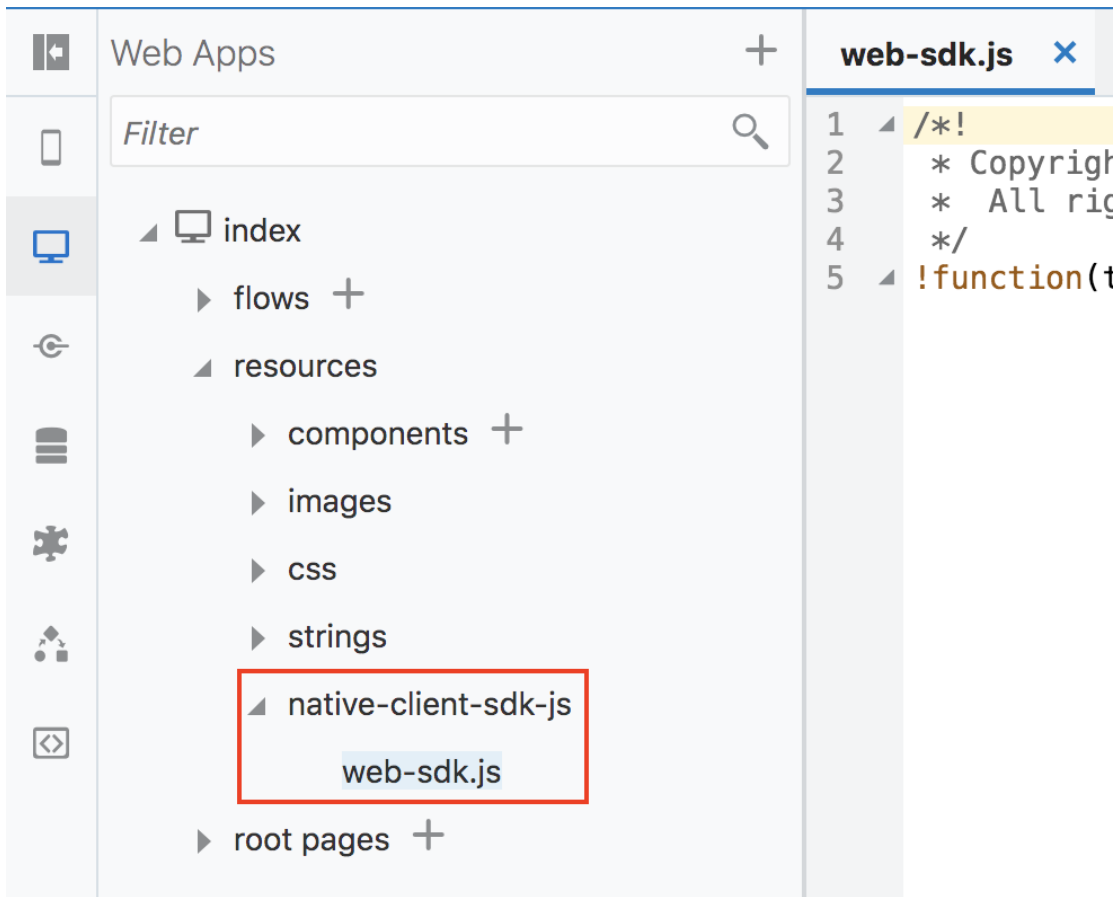 Web Apps
Filter
index
flows
resources
components
images
css
strings
native-client-sdk-js
web-sdk.js
root pages
web-sdk.js
1 /*!
2 * Copyrigh
3 * All rig
4 */
5 !function(t